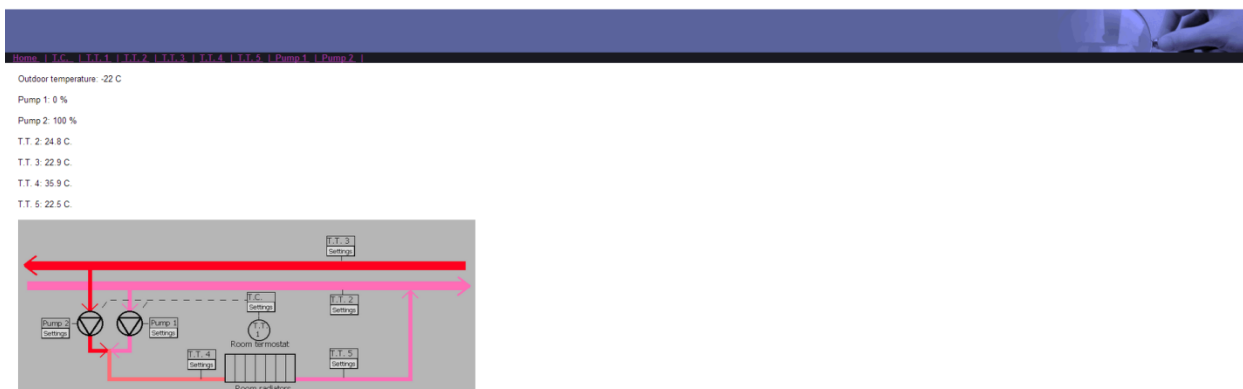 Home | T.C. | T.T. 1 | T.T. 2 | T.T. 3 | T.T. 4 | T.T. 5 | Pump 1 | Pump 2 |
Outdoor temperature: -22 C
Pump 1: 0 %
Pump 2: 100 %
T.T. 2: 24.8 C.
T.T. 3: 22.9 C.
T.T. 4: 35.9 C.
T.T. 5: 22.5 C.
T.T. 3
Settings
T.C.
Settings
T.T. 2
Settings
Pump 2
Settings
Pump 1
Settings
T.T.
1
Room termostat
T.T. 4
Settings
T.T. 5
Settings
Room radiators